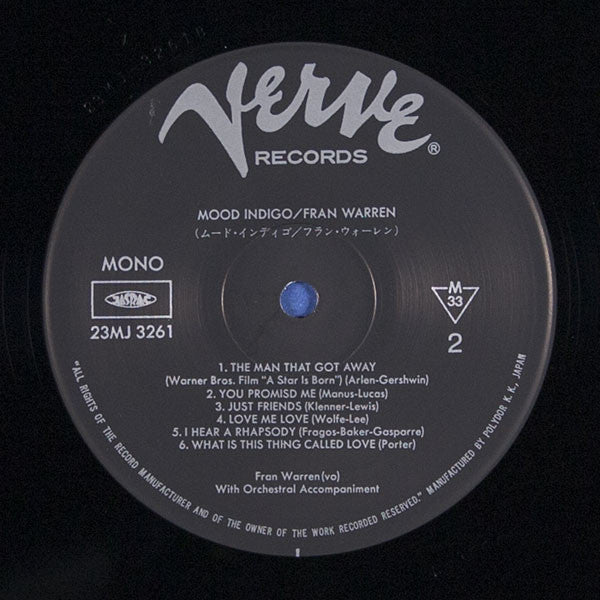 23MJ 3261
Verve
RECORDS ®
MOOD INDIGO/FRAN WARREN
(ムード・インディゴ/フラン・ウォーレン)
MONO
JASRAC
23MJ 3261
M
33
2
1. THE MAN THAT GOT AWAY
(Warner Bros. Film "A Star Is Born") (Arlen-Gershwin)
2. YOU PROMISD ME (Manus-Lucas)
3. JUST FRIENDS (Klenner-Lewis)
4. LOVE ME LOVE (Wolfe-Lee)
5. I HEAR A RHAPSODY (Fragos-Baker-Gasparre)
6. WHAT IS THIS THING CALLED LOVE (Porter)
Fran Warren (vo)
With Orchestral Accompaniment
"ALL RIGHTS OF THE RECORD MANUFACTURER AND OF THE OWNER OF THE WORK RECORDED RESERVED." MANUFACTURED BY POLYDOR K. K., JAPAN